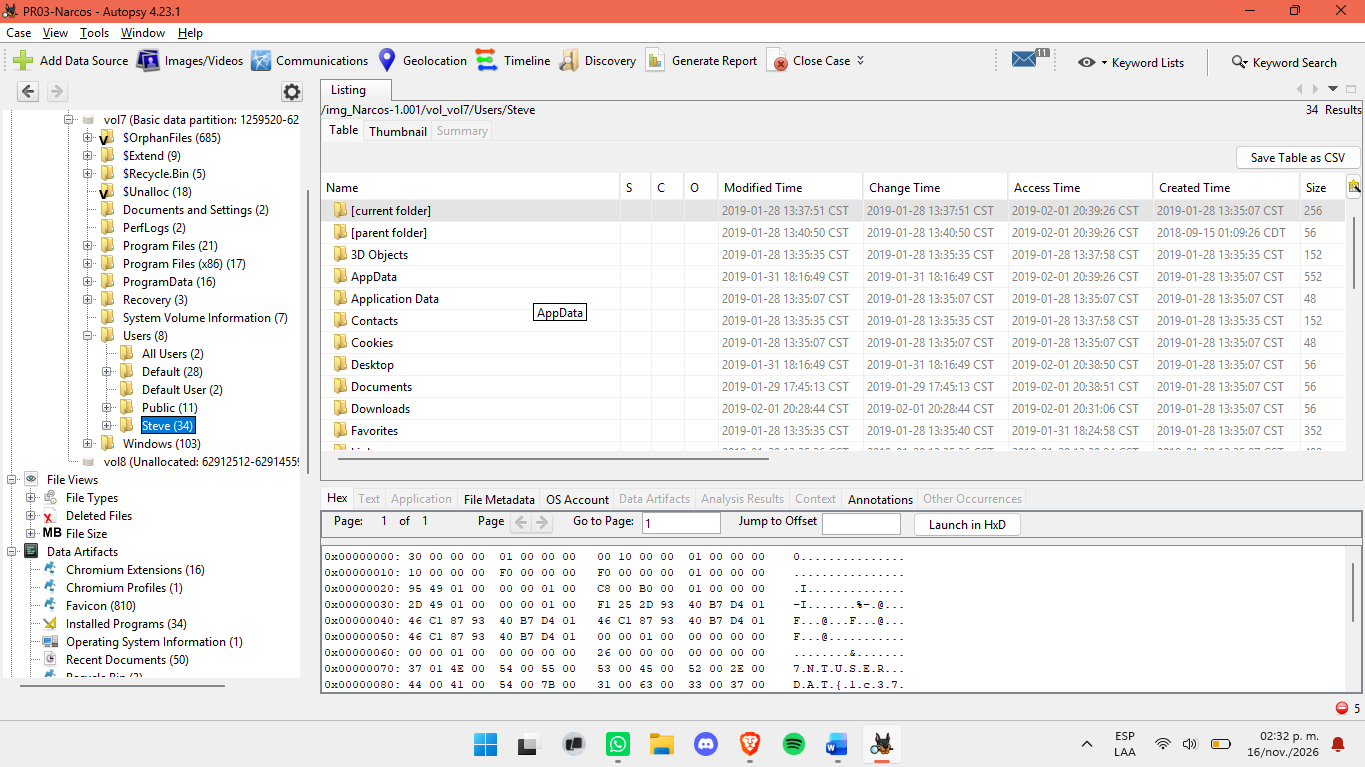 PR03-Narcos - Autopsy 4.23.1
Case View Tools Window Help
Add Data Source Images/Videos Communications Geolocation Timeline Discovery Generate Report Close Case 11 Keyword Lists Keyword Search
vol7 (Basic data partition: 1259520-62
$OrphanFiles (685)
$Extend (9)
$Recycle.Bin (5)
$Unalloc (18)
Documents and Settings (2)
PerfLogs (2)
Program Files (21)
Program Files (x86) (17)
ProgramData (16)
Recovery (3)
System Volume Information (7)
Users (8)
All Users (2)
Default (28)
Default User (2)
Public (11)
Steve (34)
Windows (103)
vol8 (Unallocated: 62912512-62914559
File Views
File Types
Deleted Files
MB File Size
Data Artifacts
Chromium Extensions (16)
Chromium Profiles (1)
Favicon (810)
Installed Programs (34)
Operating System Information (1)
Recent Documents (50)
Listing
/img_Narcos-1.001/vol_vol7/Users/Steve 34 Results
Table Thumbnail Summary
Save Table as CSV
Name S C O Modified Time Change Time Access Time Created Time Size
[current folder] 2019-01-28 13:37:51 CST 2019-01-28 13:37:51 CST 2019-02-01 20:39:26 CST 2019-01-28 13:35:07 CST 256
[parent folder] 2019-01-28 13:40:50 CST 2019-01-28 13:40:50 CST 2019-02-01 20:39:26 CST 2018-09-15 01:09:26 CDT 56
3D Objects 2019-01-28 13:35:35 CST 2019-01-28 13:35:35 CST 2019-01-28 13:37:58 CST 2019-01-28 13:35:35 CST 152
AppData 2019-01-31 18:16:49 CST 2019-01-31 18:16:49 CST 2019-02-01 20:39:26 CST 2019-01-28 13:35:07 CST 552
Application Data 2019-01-28 13:35:07 CST 2019-01-28 13:35:07 CST 2019-01-28 13:35:07 CST 2019-01-28 13:35:07 CST 48
AppData
Contacts 2019-01-28 13:35:35 CST 2019-01-28 13:35:35 CST 2019-01-28 13:37:58 CST 2019-01-28 13:35:35 CST 152
Cookies 2019-01-28 13:35:07 CST 2019-01-28 13:35:07 CST 2019-01-28 13:35:07 CST 2019-01-28 13:35:07 CST 48
Desktop 2019-01-31 18:16:49 CST 2019-01-31 18:16:49 CST 2019-02-01 20:38:50 CST 2019-01-28 13:35:07 CST 56
Documents 2019-01-29 17:45:13 CST 2019-01-29 17:45:13 CST 2019-02-01 20:38:51 CST 2019-01-28 13:35:07 CST 56
Downloads 2019-02-01 20:28:44 CST 2019-02-01 20:28:44 CST 2019-02-01 20:31:06 CST 2019-01-28 13:35:07 CST 56
Favorites 2019-01-28 13:35:35 CST 2019-01-28 13:35:40 CST 2019-01-31 18:24:58 CST 2019-01-28 13:35:07 CST 352
Hex Text Application File Metadata OS Account Data Artifacts Analysis Results Context Annotations Other Occurrences
Page: 1 of 1 Page Go to Page: 1 Jump to Offset Launch in HxD
0x00000000: 30 00 00 00 01 00 00 00 00 10 00 00 01 00 00 00 0...............
0x00000010: 10 00 00 00 F0 00 00 00 F0 00 00 00 01 00 00 00 ................
0x00000020: 95 49 01 00 00 00 01 00 C8 00 B0 00 01 00 00 00 .I..............
0x00000030: 2D 49 01 00 00 00 01 00 F1 25 2D 93 40 B7 D4 01 -I.......%-.@...
0x00000040: 46 C1 87 93 40 B7 D4 01 46 C1 87 93 40 B7 D4 01 F...@...F...@...
0x00000050: 46 C1 87 93 40 B7 D4 01 00 00 01 00 00 00 00 00 F...@...........
0x00000060: 00 00 01 00 00 00 00 00 26 00 00 00 00 00 00 00 ........&.......
0x00000070: 37 01 4E 00 54 00 55 00 53 00 45 00 52 00 2E 00 7.N.T.U.S.E.R...
0x00000080: 44 00 41 00 54 00 7B 00 31 00 63 00 33 00 37 00 D.A.T.{.1.c.3.7.
5
ESP
LAA
02:32 p. m.
16/nov./2026